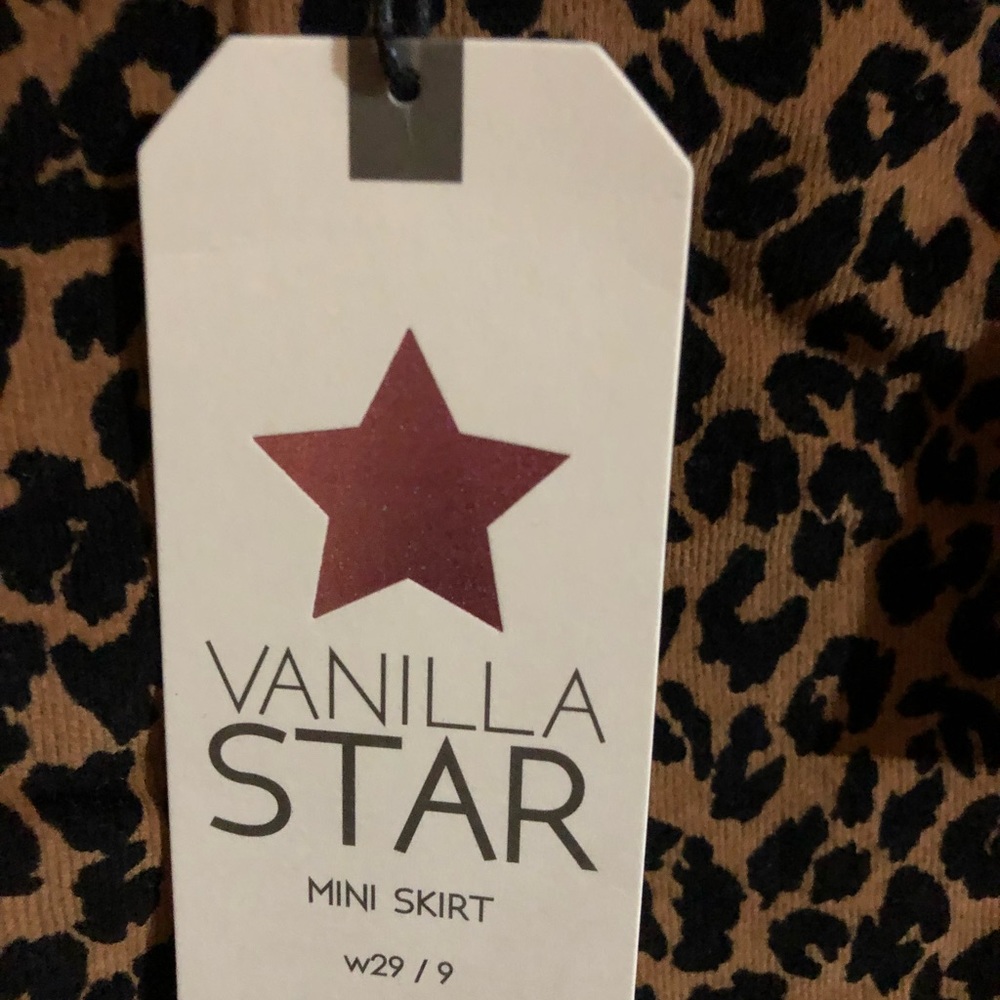 VANILLA
STAR
MINI SKIRT
w29 / 9